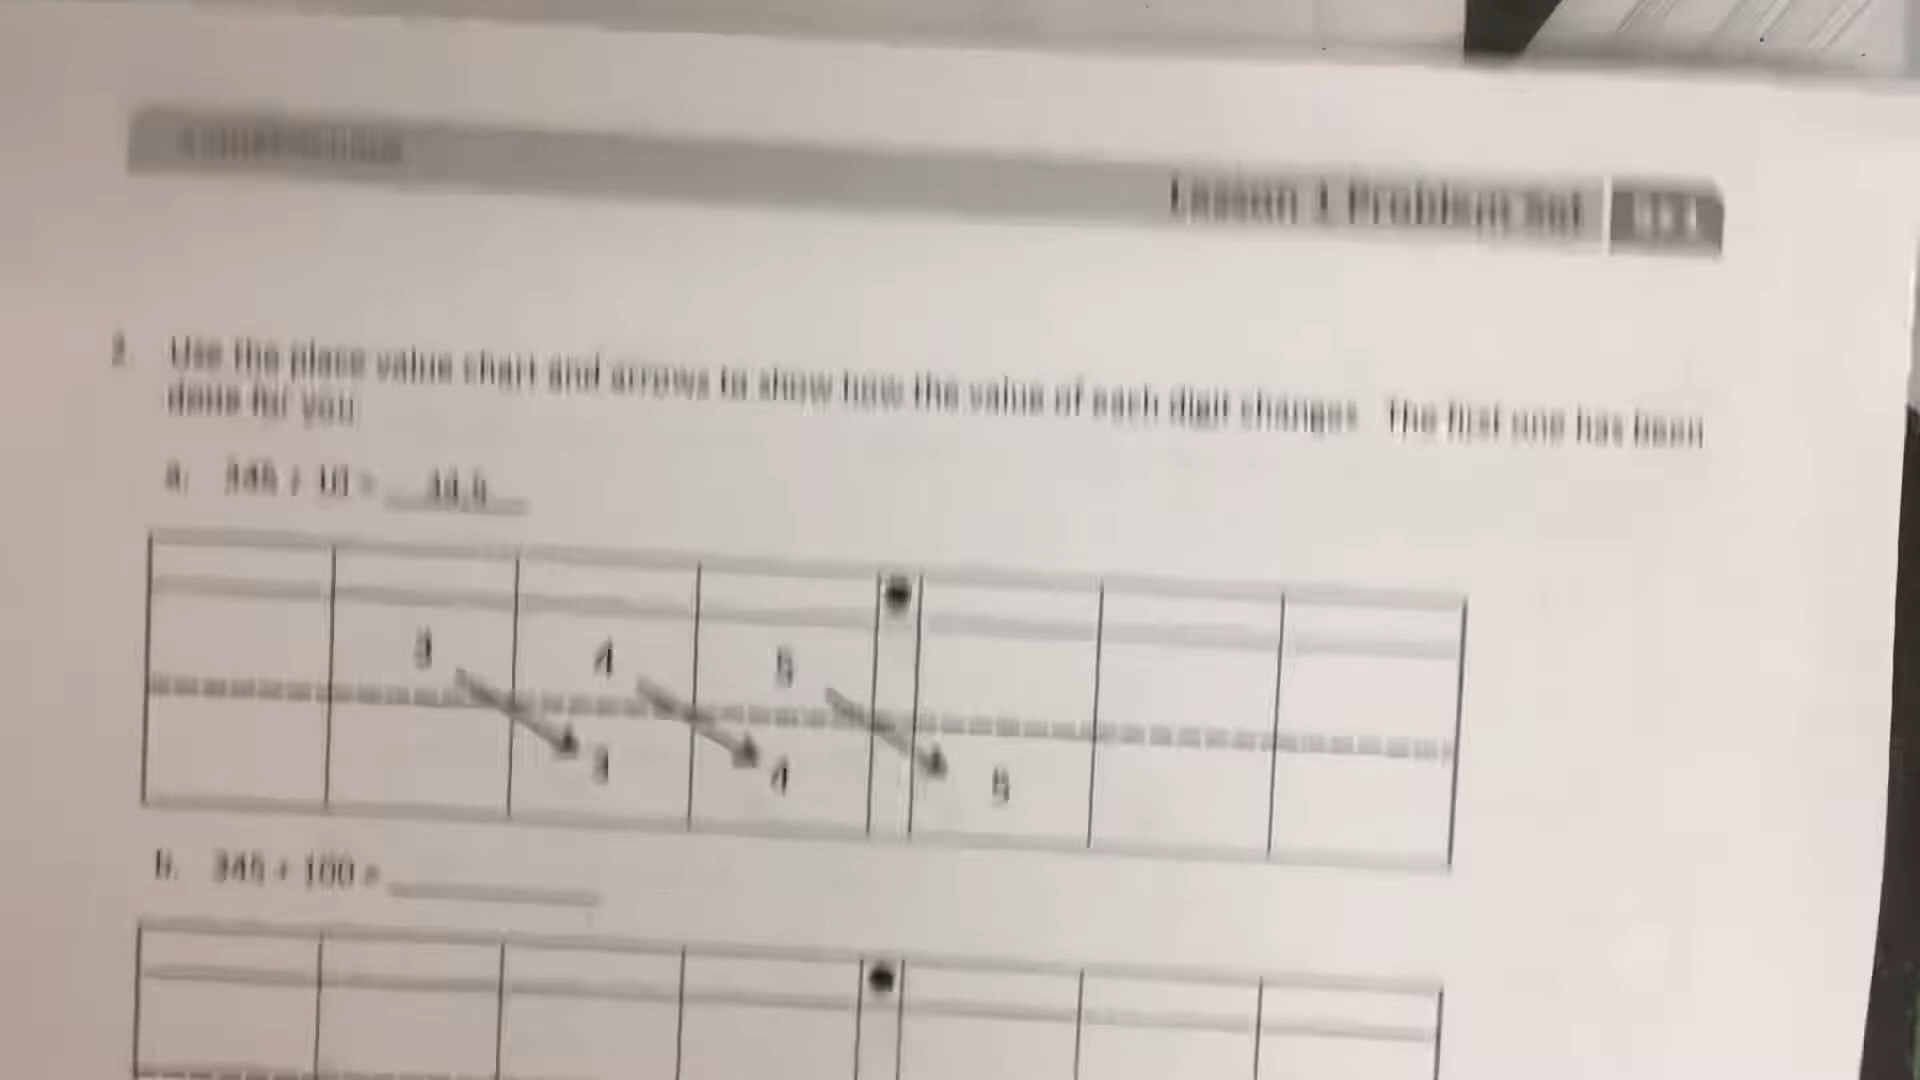 Lesson 1 Problem Set
2. Use the place value chart and arrows to show how the value of each digit changes. The first one has been
done for you.
a. 345 ÷ 10 = 34.5
3 4 5
3 4 5
b. 345 ÷ 100 =